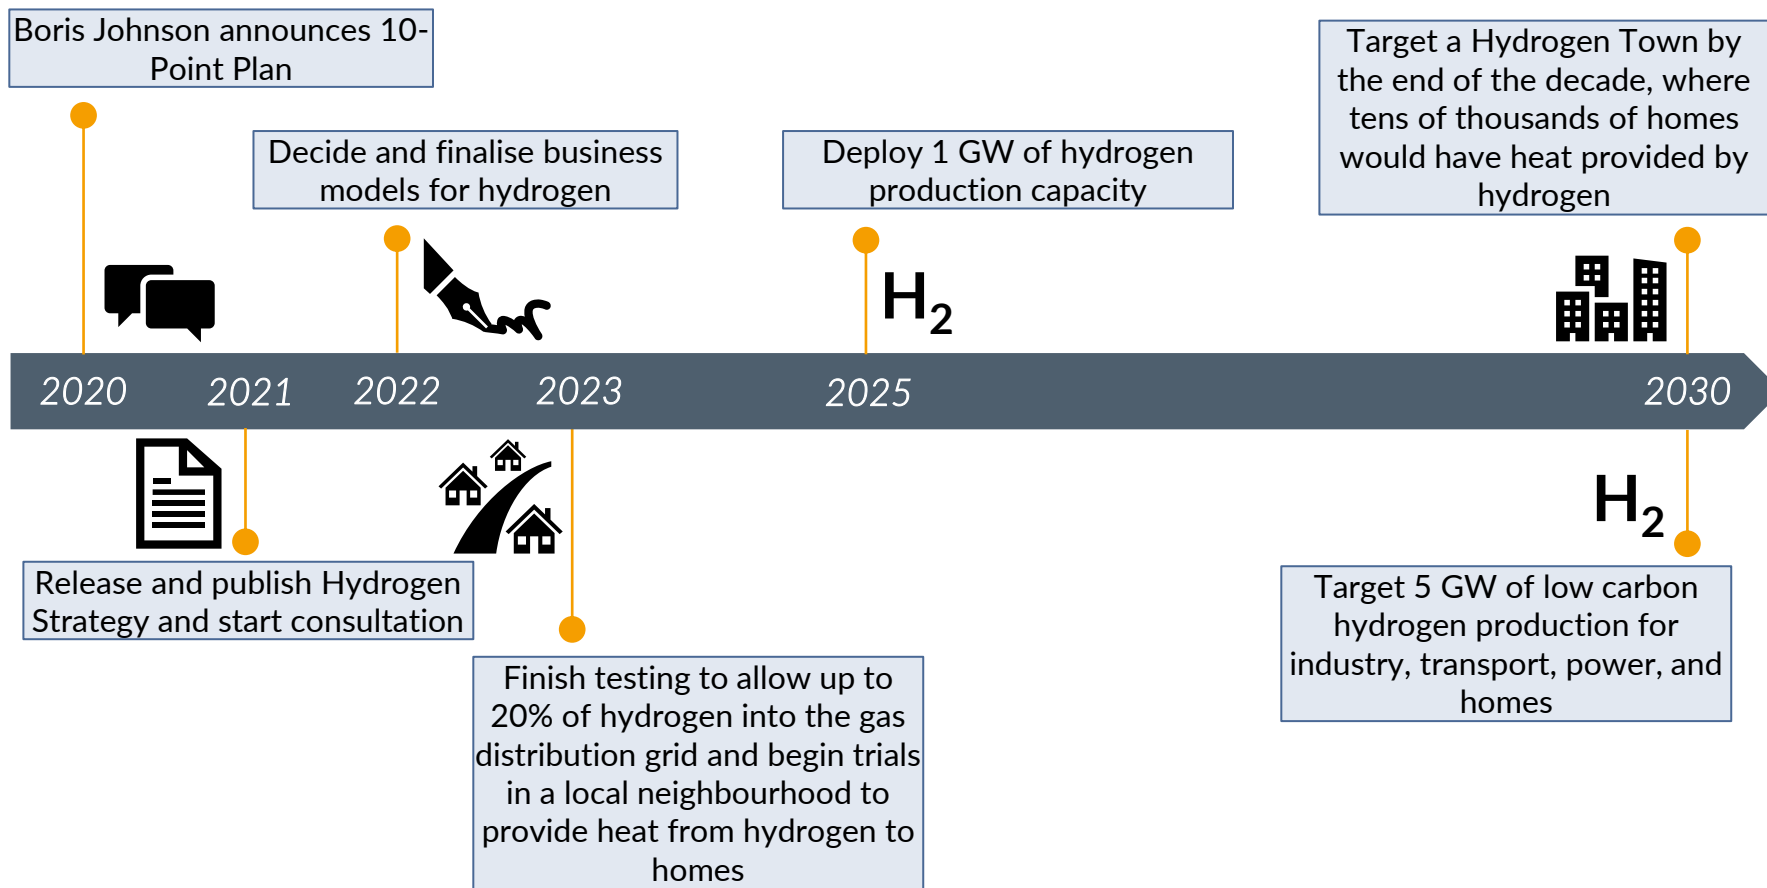 Boris Johnson announces 10-
Point Plan
Decide and finalise business
models for hydrogen
Deploy 1 GW of hydrogen
production capacity
Target a Hydrogen Town by
the end of the decade, where
tens of thousands of homes
would have heat provided by
hydrogen
H2
2020 2021 2022 2023 2025 2030
H2
Release and publish Hydrogen
Strategy and start consultation
Finish testing to allow up to
20% of hydrogen into the gas
distribution grid and begin trials
in a local neighbourhood to
provide heat from hydrogen to
homes
Target 5 GW of low carbon
hydrogen production for
industry, transport, power, and
homes